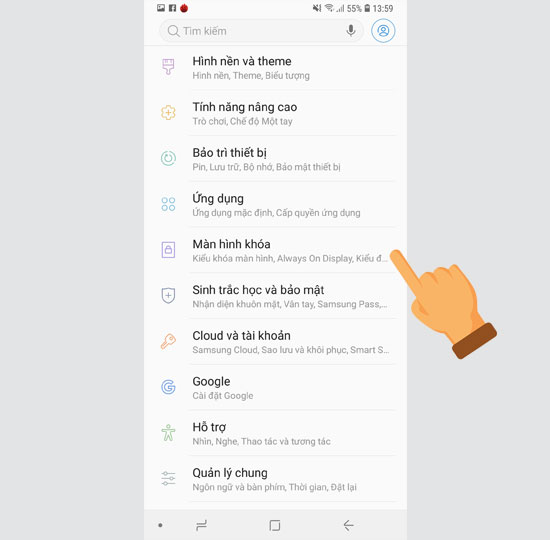 55% 13:59
Tìm kiếm
Hình nền và theme
Hình nền, Theme, Biểu tượng
Tính năng nâng cao
Trò chơi, Chế độ Một tay
Bảo trì thiết bị
Pin, Lưu trữ, Bộ nhớ, Bảo mật thiết bị
Ứng dụng
Ứng dụng mặc định, Cấp quyền ứng dụng
Màn hình khóa
Kiểu khóa màn hình, Always On Display, Kiểu đ...
Sinh trắc học và bảo mật
Nhận diện khuôn mặt, Vân tay, Samsung Pass,...
Cloud và tài khoản
Samsung Cloud, Sao lưu và khôi phục, Smart S...
Google
Cài đặt Google
Hỗ trợ
Nhìn, Nghe, Thao tác và tương tác
Quản lý chung
Ngôn ngữ và bàn phím, Thời gian, Đặt lại